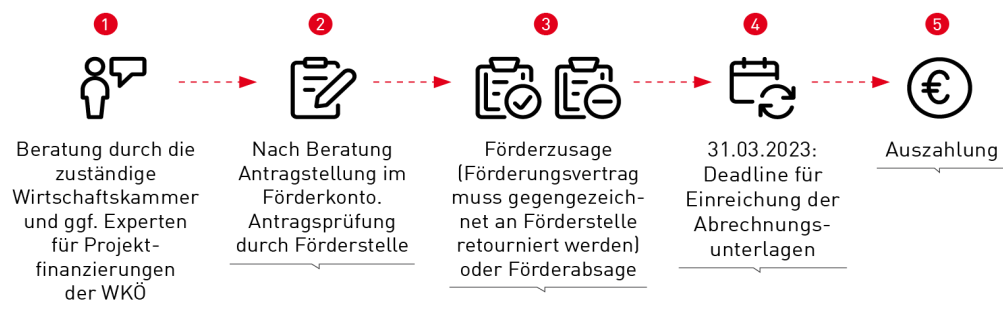 1
Beratung durch die
zuständige
Wirtschaftskammer
und ggf. Experten
für Projekt-
finanzierungen
der WKÖ
2
Nach Beratung
Antragstellung im
Förderkonto.
Antragsprüfung
durch Förderstelle
3
Förderzusage
(Förderungsvertrag
muss gegengezeich-
net an Förderstelle
retourniert werden)
oder Förderabsage
4
31.03.2023:
Deadline für
Einreichung der
Abrechnungs-
unterlagen
5
€
Auszahlung